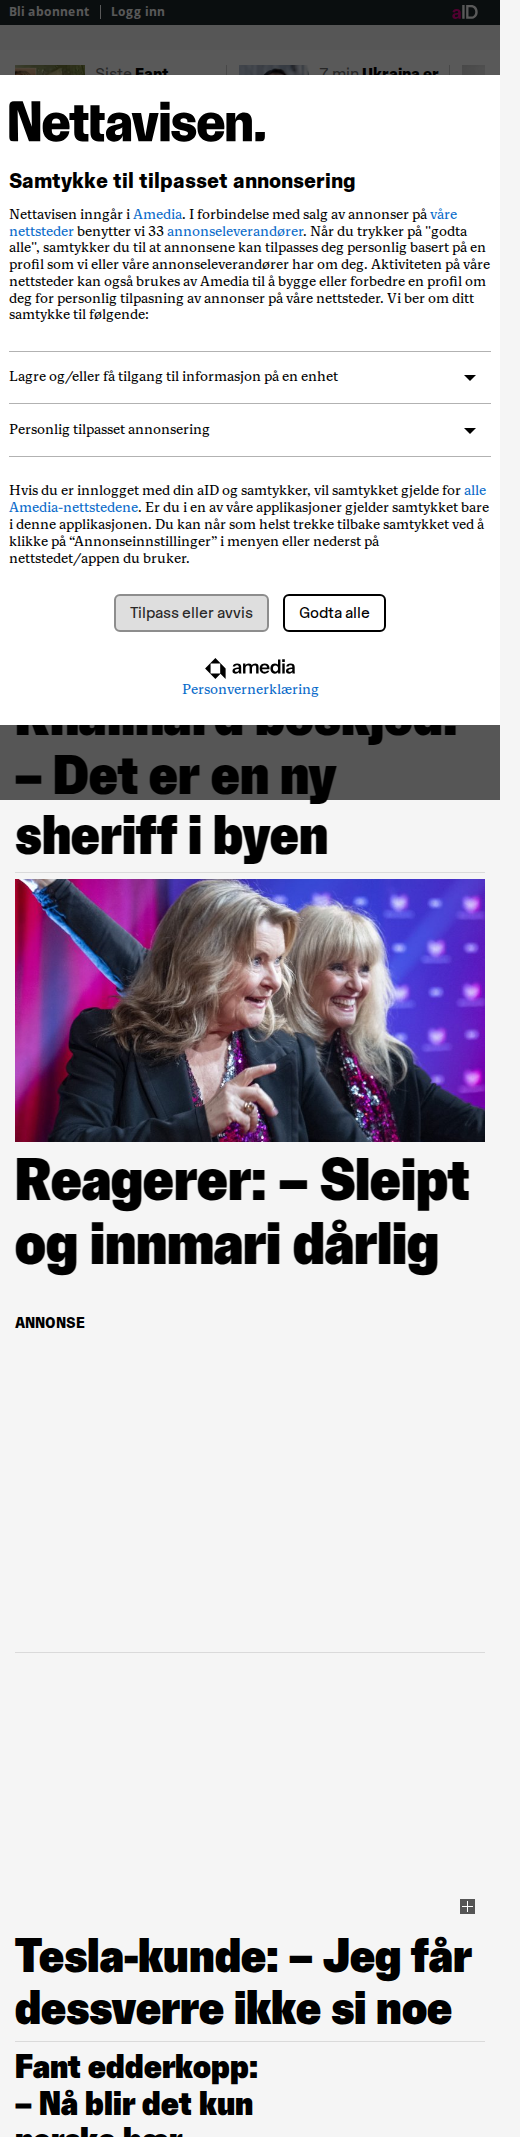 Bli abonnent | Logg inn
aID
Siste Fant
7 min Ukraina er
Nettavisen.
Samtykke til tilpasset annonsering
Nettavisen inngår i Amedia. I forbindelse med salg av annonser på våre
nettsteder benytter vi 33 annonseleverandører. Når du trykker på "godta
alle", samtykker du til at annonsene kan tilpasses deg personlig basert på en
profil som vi eller våre annonseleverandører har om deg. Aktiviteten på våre
nettsteder kan også brukes av Amedia til å bygge eller forbedre en profil om
deg for personlig tilpasning av annonser på våre nettsteder. Vi ber om ditt
samtykke til følgende:
Lagre og/eller få tilgang til informasjon på en enhet
Personlig tilpasset annonsering
Hvis du er innlogget med din aID og samtykker, vil samtykket gjelde for alle
Amedia-nettstedene. Er du i en av våre applikasjoner gjelder samtykket bare
i denne applikasjonen. Du kan når som helst trekke tilbake samtykket ved å
klikke på “Annonseinnstillinger” i menyen eller nederst på
nettstedet/appen du bruker.
Tilpass eller avvis
Godta alle
amedia
Personvernerklæring
– Det er en ny
sheriff i byen
Reagerer: – Sleipt
og innmari dårlig
ANNONSE
Tesla-kunde: – Jeg får
dessverre ikke si noe
Fant edderkopp:
– Nå blir det kun
norske bær